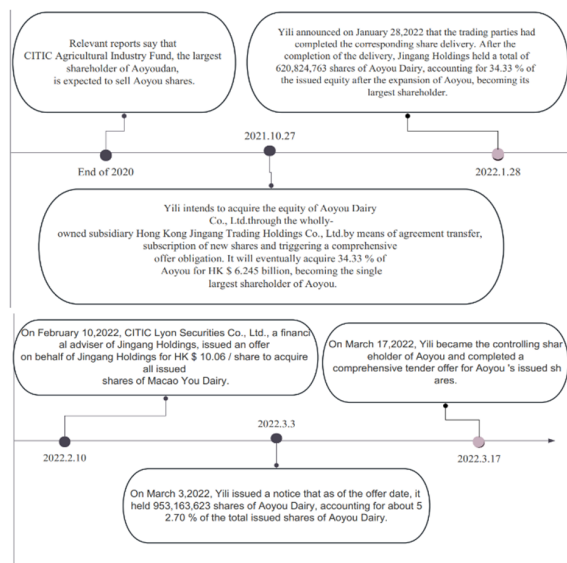 Relevant reports say that
CITIC Agricultural Industry Fund, the largest
shareholder of Aoyoudan,
is expected to sell Aoyou shares.
Yili announced on January 28,2022 that the trading parties had
completed the corresponding share delivery. After the
completion of the delivery, Jingang Holdings held a total of
620,824,763 shares of Aoyou Dairy, accounting for 34.33 % of
the issued equity after the expansion of Aoyou, becoming its
largest shareholder.
2021.10.27
End of 2020
2022.1.28
Yili intends to acquire the equity of Aoyou Dairy
Co., Ltd.through the wholly-
owned subsidiary Hong Kong Jingang Trading Holdings Co., Ltd.by means of agreement transfer,
subscription of new shares and triggering a comprehensive
offer obligation. It will eventually acquire 34.33 % of
Aoyou for HK $ 6.245 billion, becoming the single
largest shareholder of Aoyou.
On February 10,2022, CITIC Lyon Securities Co., Ltd., a financi
al adviser of Jingang Holdings, issued an offer
on behalf of Jingang Holdings for HK $ 10.06 / share to acquire
all issued
shares of Macao You Dairy.
On March 17,2022, Yili became the controlling shar
eholder of Aoyou and completed a
comprehensive tender offer for Aoyou 's issued sh
ares.
2022.3.3
2022.2.10
2022.3.17
On March 3,2022, Yili issued a notice that as of the offer date, it
held 953,163,623 shares of Aoyou Dairy, accounting for about 5
2.70 % of the total issued shares of Aoyou Dairy.